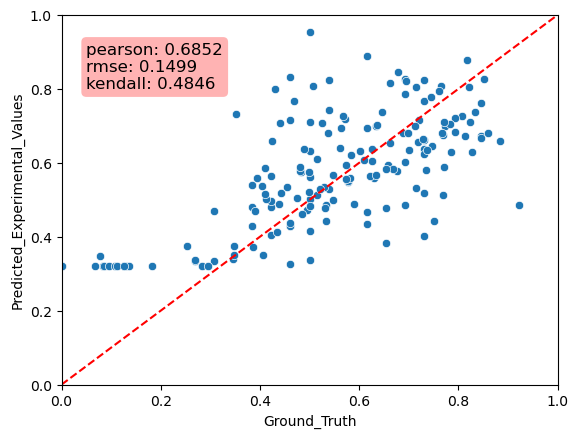 pearson: 0.6852
rmse: 0.1499
kendall: 0.4846
Predicted_Experimental_Values
1.0
0.8
0.6
0.4
0.2
0.0
0.0 0.2 0.4 0.6 0.8 1.0
Ground_Truth